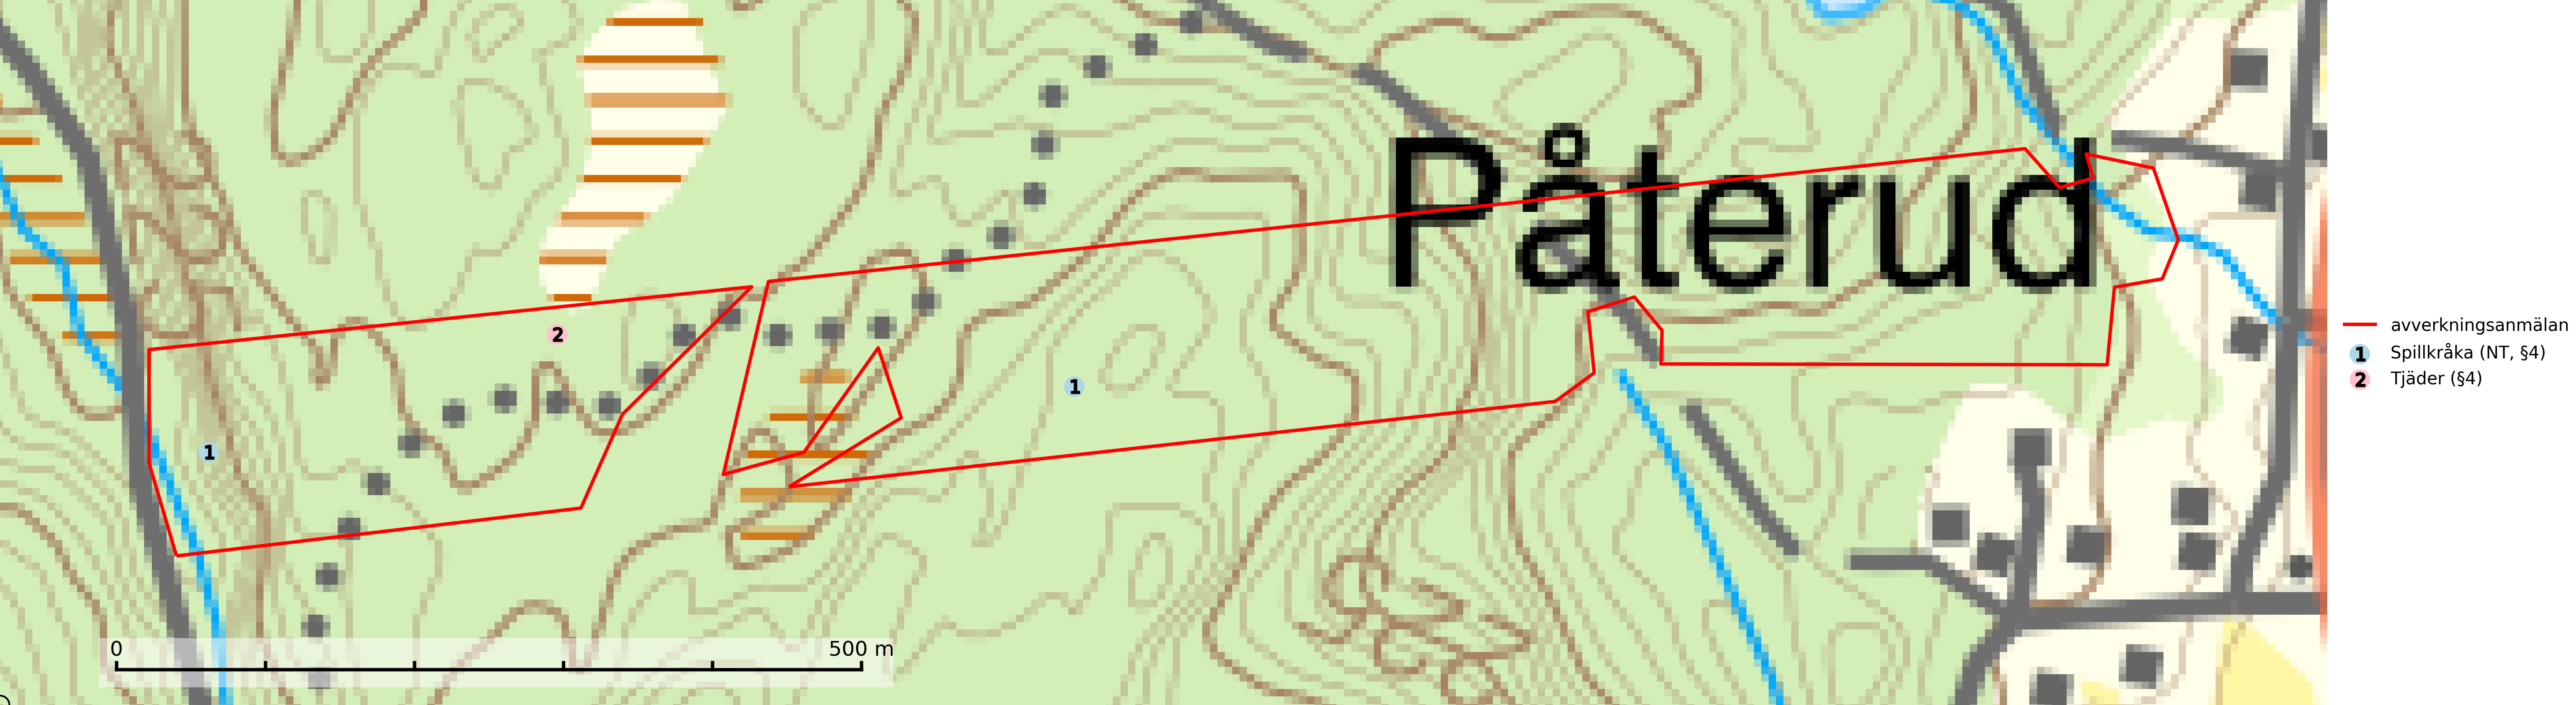 Påterud
2
1
1
0 500 m
avverkningsanmälan
1 Spillkråka (NT, §4)
2 Tjäder (§4)